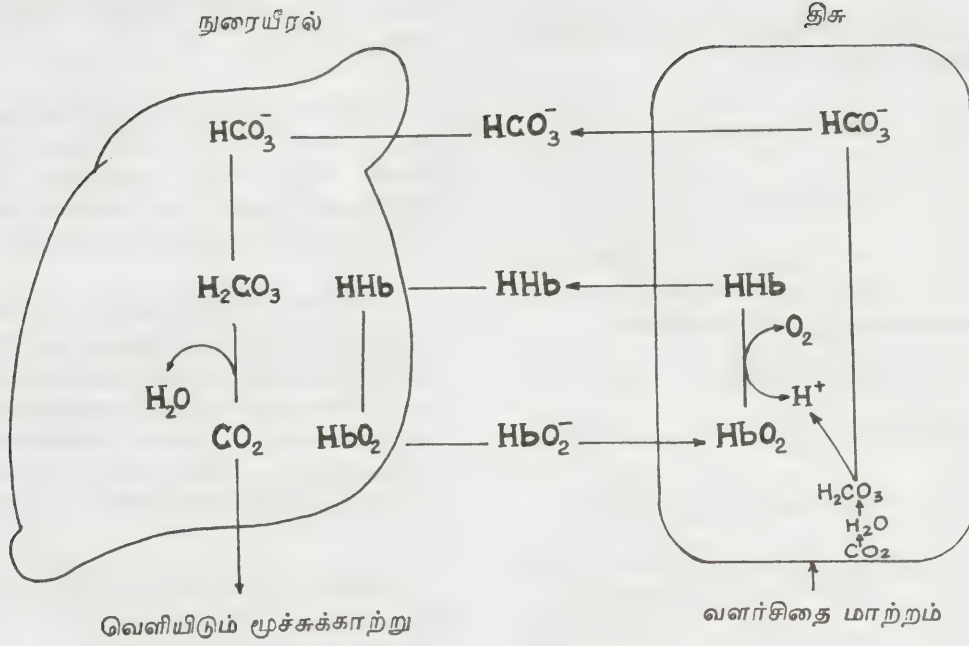 நுரையீரல்
திசு
HCO₃⁻ HCO₃⁻ HCO₃⁻
H₂CO₃ HHb HHb HHb
O₂
H₂O H⁺
CO₂ HbO₂ HbO₂⁻ HbO₂
H₂CO₃
H₂O
CO₂
வெளியிடும் மூச்சுக்காற்று
வளர்சிதை மாற்றம்